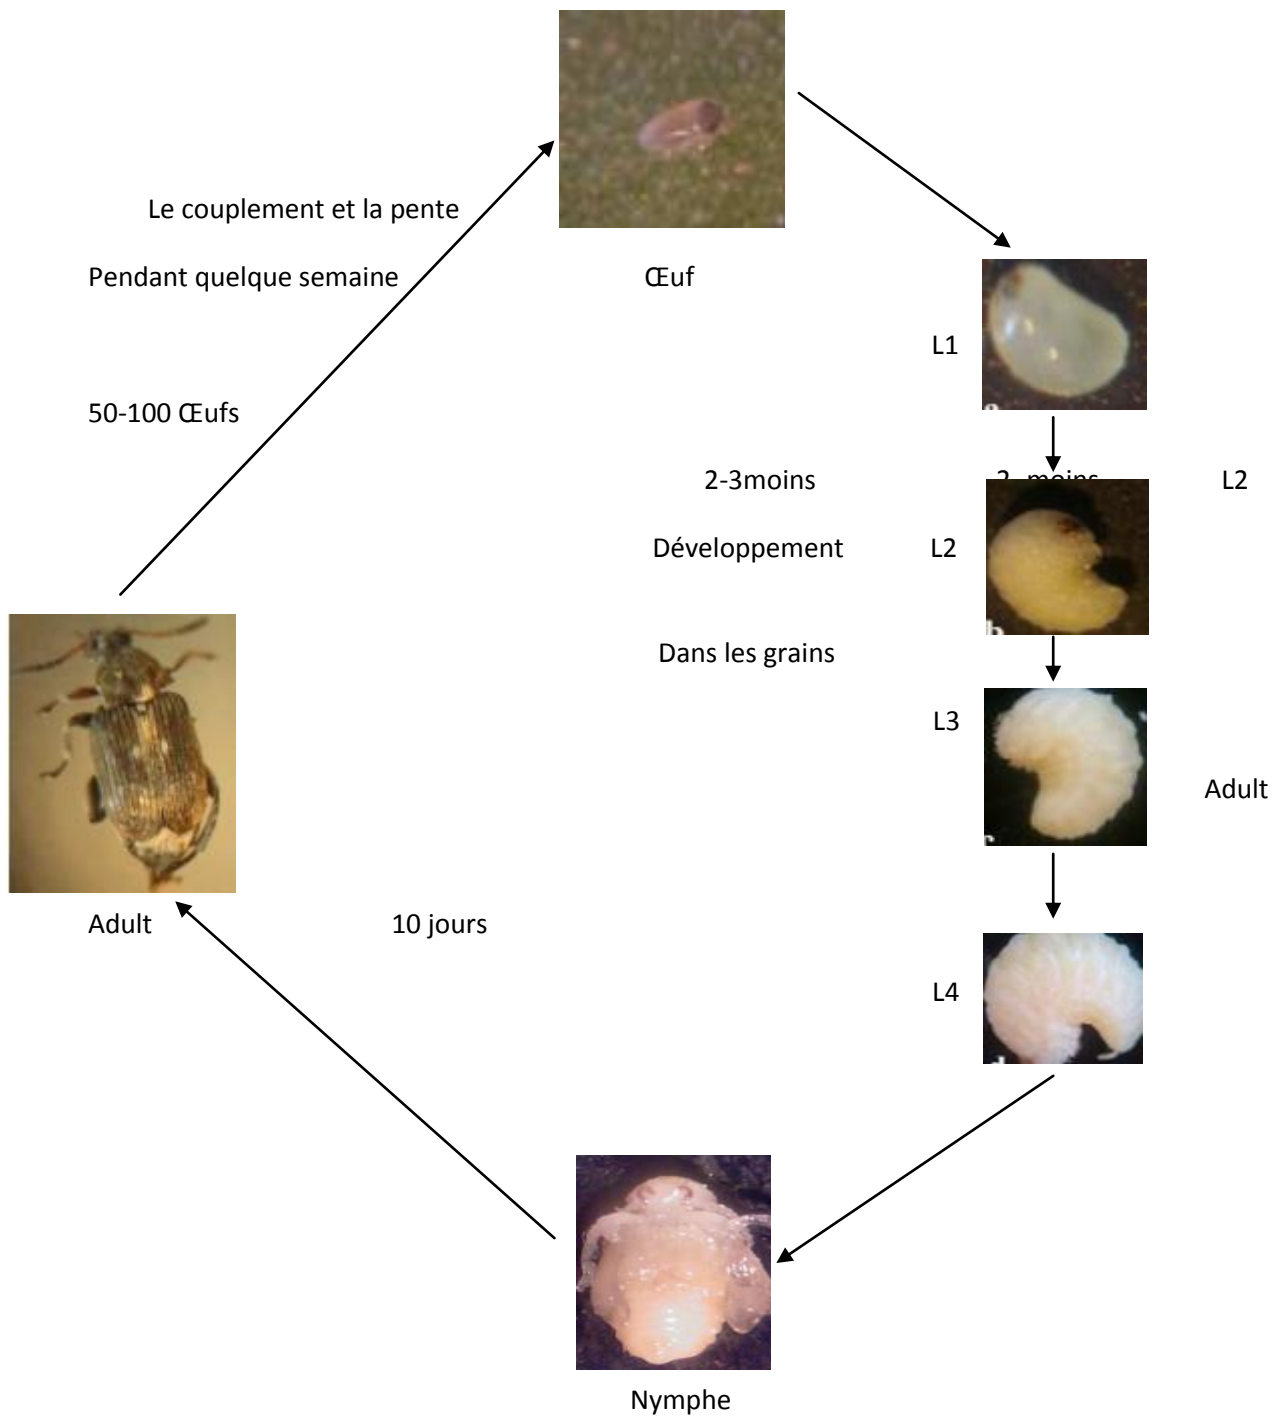 Le couplement et la pente
Pendant quelque semaine
Œuf
L1
50-100 Œufs
2-3moins
L2
Développement
L2
Dans les grains
L3
Adult
Adult
10 jours
L4
Nymphe